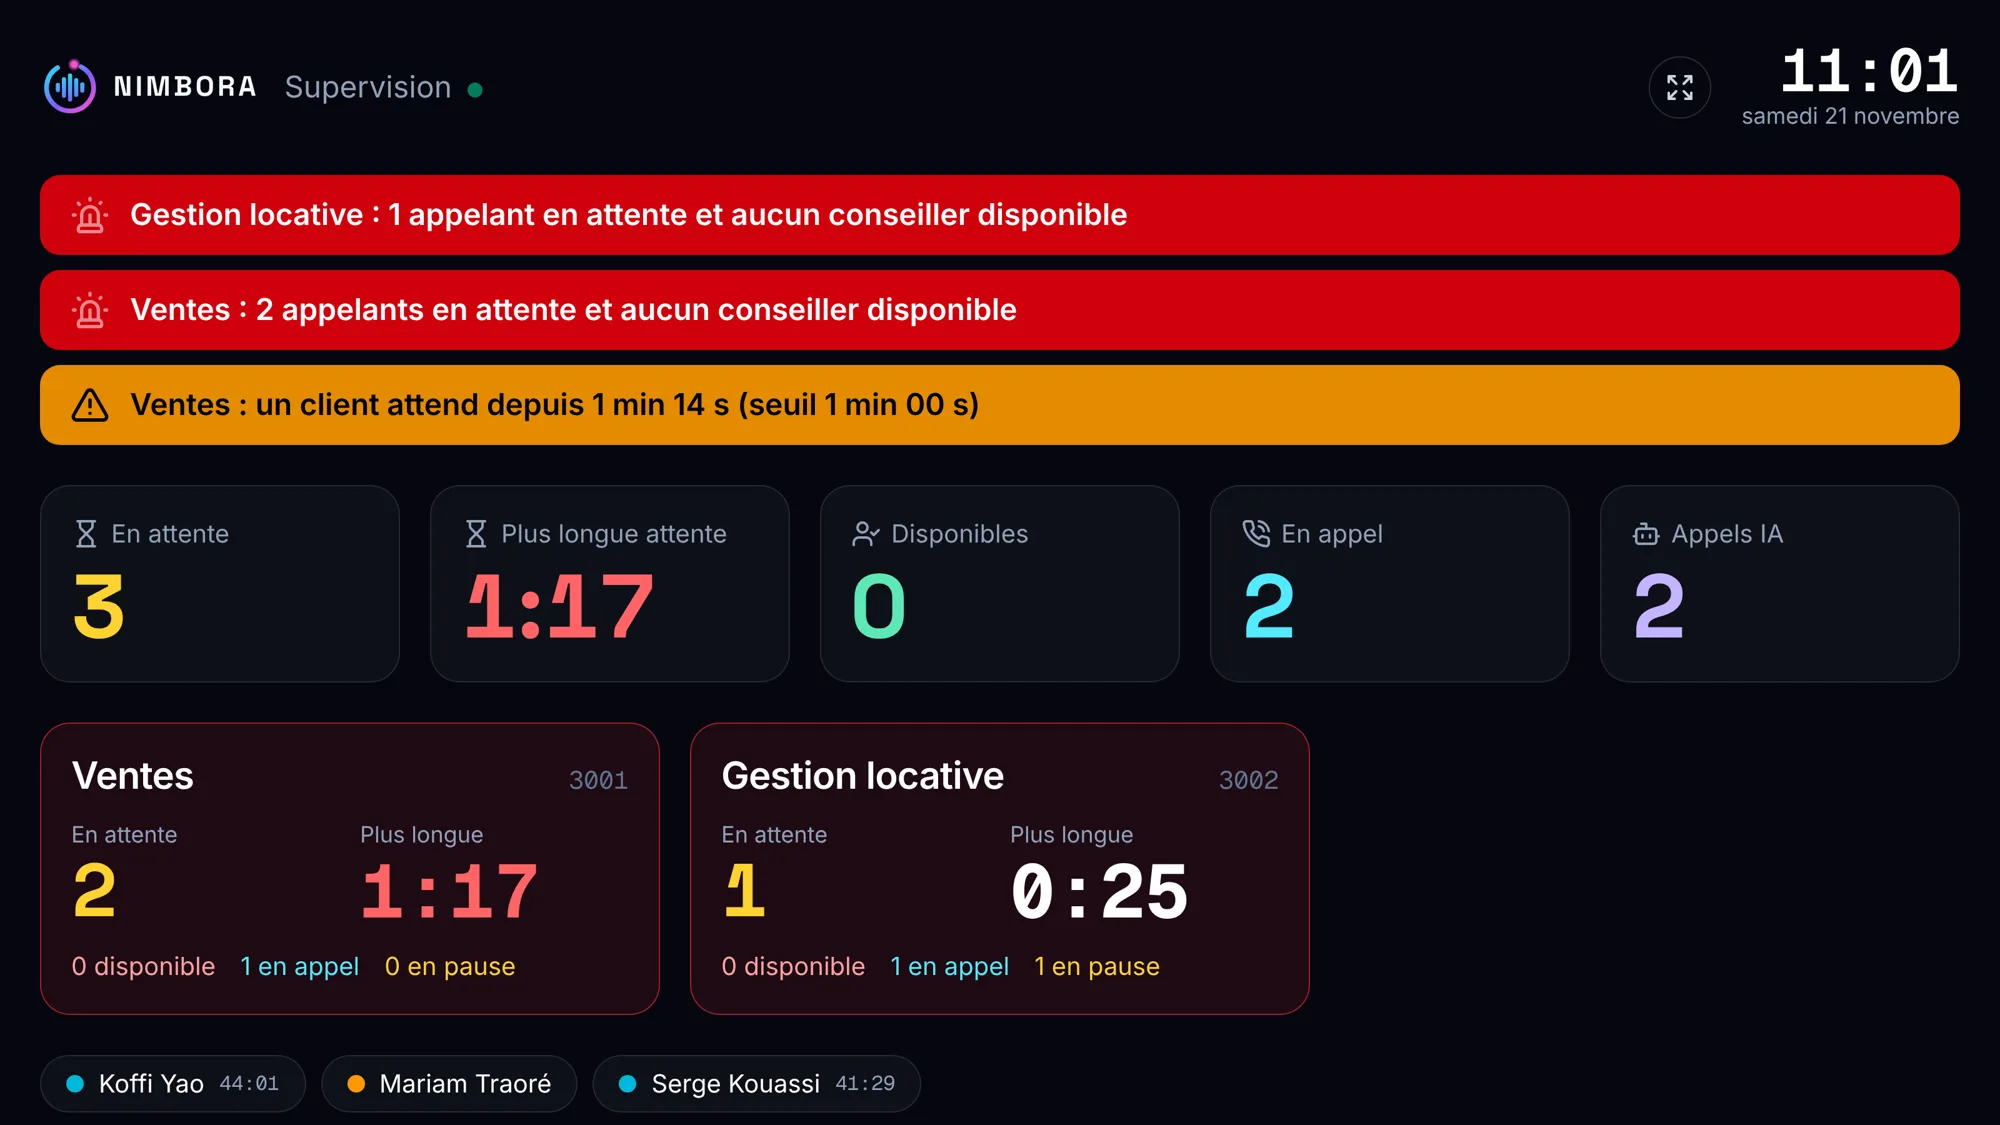 NIMBORA Supervision
11:01
samedi 21 novembre
Gestion locative : 1 appelant en attente et aucun conseiller disponible
Ventes : 2 appelants en attente et aucun conseiller disponible
Ventes : un client attend depuis 1 min 14 s (seuil 1 min 00 s)
En attente
3
Plus longue attente
1:17
Disponibles
0
En appel
2
Appels IA
2
Ventes 3001
En attente Plus longue
2 1:17
0 disponible 1 en appel 0 en pause
Gestion locative 3002
En attente Plus longue
1 0:25
0 disponible 1 en appel 1 en pause
Koffi Yao 44:01
Mariam Traoré
Serge Kouassi 41:29